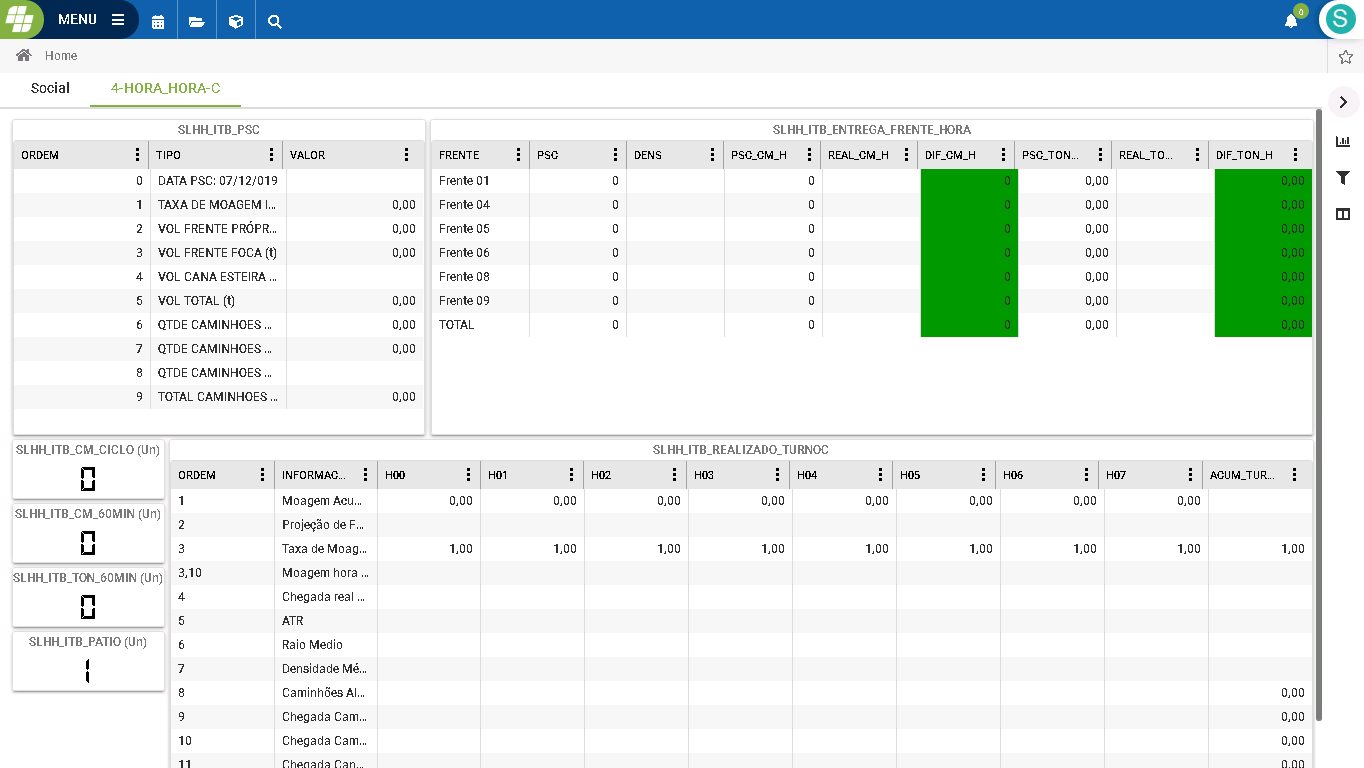 MENU
0
S
Home
Social 4-HORA_HORA-C
SLHH_ITB_PSC
ORDEM TIPO VALOR
0 DATA PSC: 07/12/019
1 TAXA DE MOAGEM I... 0,00
2 VOL FRENTE PRÓPR... 0,00
3 VOL FRENTE FOCA (t) 0,00
4 VOL CANA ESTEIRA ...
5 VOL TOTAL (t) 0,00
6 QTDE CAMINHOES ... 0,00
7 QTDE CAMINHOES ... 0,00
8 QTDE CAMINHOES ...
9 TOTAL CAMINHOES ... 0,00
SLHH_ITB_ENTREGA_FRENTE_HORA
FRENTE PSC DENS PSC_CM_H REAL_CM_H DIF_CM_H PSC_TON... REAL_TO... DIF_TON_H
Frente 01 0 0 0 0,00 0,00
Frente 04 0 0 0 0,00 0,00
Frente 05 0 0 0 0,00 0,00
Frente 06 0 0 0 0,00 0,00
Frente 08 0 0 0 0,00 0,00
Frente 09 0 0 0 0,00 0,00
TOTAL 0 0 0 0,00 0,00
SLHH_ITB_CM_CICLO (Un)
0
SLHH_ITB_CM_60MIN (Un)
0
SLHH_ITB_TON_60MIN (Un)
0
SLHH_ITB_PATIO (Un)
1
SLHH_ITB_REALIZADO_TURNOC
ORDEM INFORMAC... H00 H01 H02 H03 H04 H05 H06 H07 ACUM_TUR...
1 Moagem Acu... 0,00 0,00 0,00 0,00 0,00 0,00 0,00 0,00
2 Projeção de F...
3 Taxa de Moag... 1,00 1,00 1,00 1,00 1,00 1,00 1,00 1,00 1,00
3,10 Moagem hora ...
4 Chegada real ...
5 ATR
6 Raio Medio
7 Densidade Mé...
8 Caminhões Al... 0,00
9 Chegada Cam... 0,00
10 Chegada Cam... 0,00
11 Chegada Can... 0,00